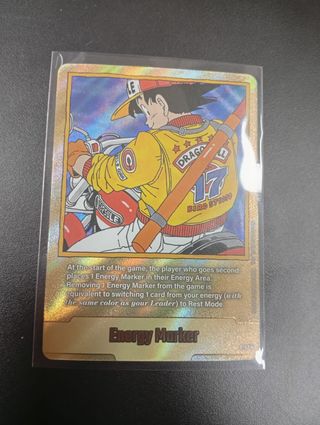 DRAGON
17
BIRD STUDIO
At the start of the game, the player who goes second
places 1 Energy Marker in their Energy Area.
Removing 1 Energy Marker from the game is
equivalent to switching 1 card from your energy (with
the same color as your Leader) to Rest Mode.
Energy Marker